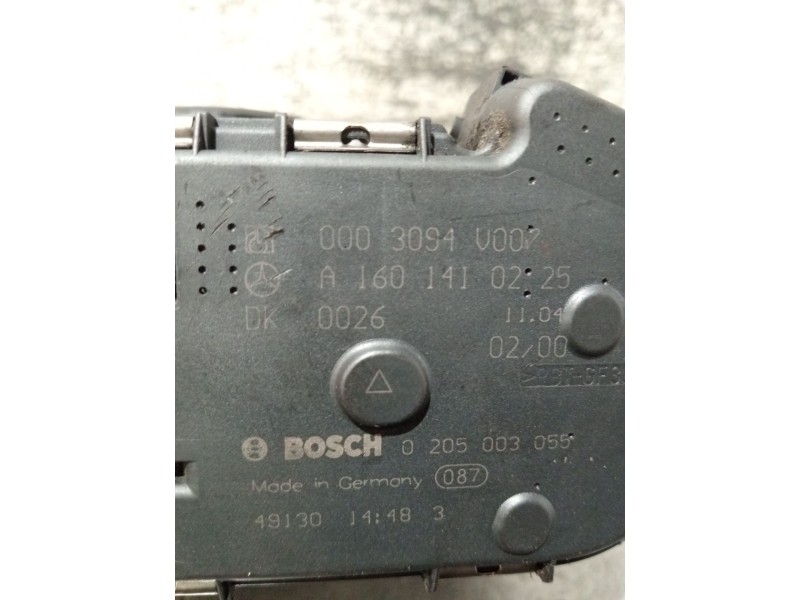 000 3094 V007
A 160 141 02 25
DK 0026 11.04
02/00
BOSCH 0 205 003 055
Made in Germany 087
49130 14:48 3